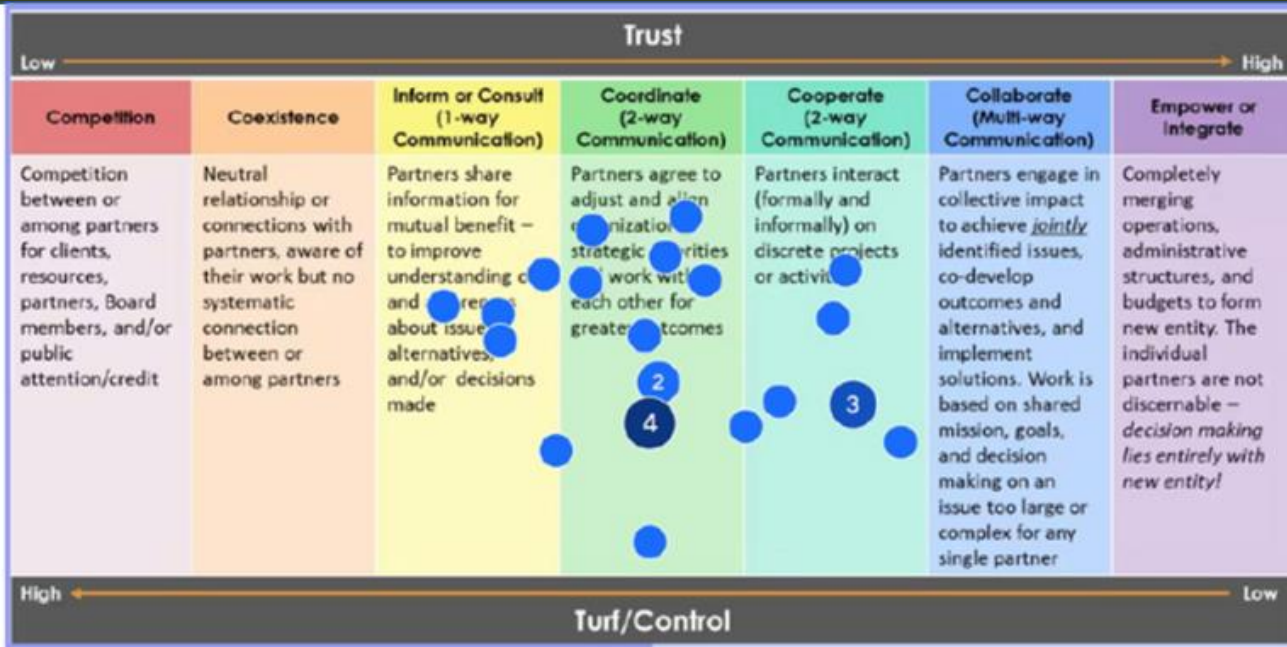 Trust
Low
High
Competition
Coexistence
Inform or Consult
(1-way
Communication)
Coordinate
(2-way
Communication)
Cooperate
(2-way
Communication)
Collaborate
(Multi-way
Communication)
Empower or
Integrate
Competition
between or
among partners
for clients,
resources,
partners, Board
members, and/or
public
attention/credit
Neutral
relationship or
connections with
partners, aware of
their work but no
systematic
connection
between or
among partners
Partners share
information for
mutual benefit –
to improve
understanding
and
about issue
alternatives,
and/or decisions
made
Partners agree to
adjust and align
strategic
work with
each other for
greater
2
4
Partners interact
(formally and
informally) on
discrete projects
or
3
Partners engage in
collective impact
to achieve jointly
identified issues,
co-develop
outcomes and
alternatives, and
implement
solutions. Work is
based on shared
mission, goals,
and decision
making on an
issue too large or
complex for any
single partner
Completely
merging
operations,
administrative
structures, and
budgets to form
new entity. The
individual
partners are not
discernable –
decision making
lies entirely with
new entity!
High
Low
Turf/Control